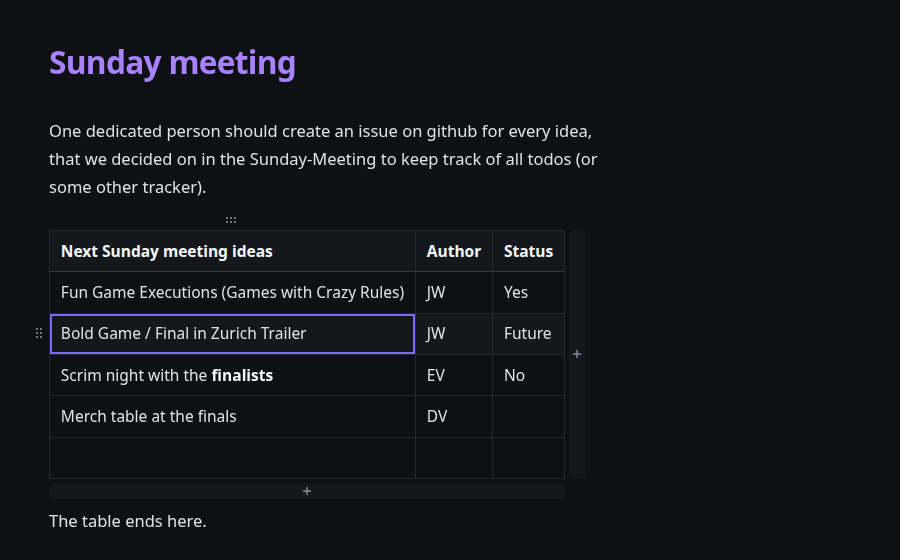 Sunday meeting
One dedicated person should create an issue on github for every idea,
that we decided on in the Sunday-Meeting to keep track of all todos (or
some other tracker).
Next Sunday meeting ideas Author Status
Fun Game Executions (Games with Crazy Rules) JW Yes
Bold Game / Final in Zurich Trailer JW Future
Scrim night with the finalists EV No
Merch table at the finals DV
+
+
The table ends here.